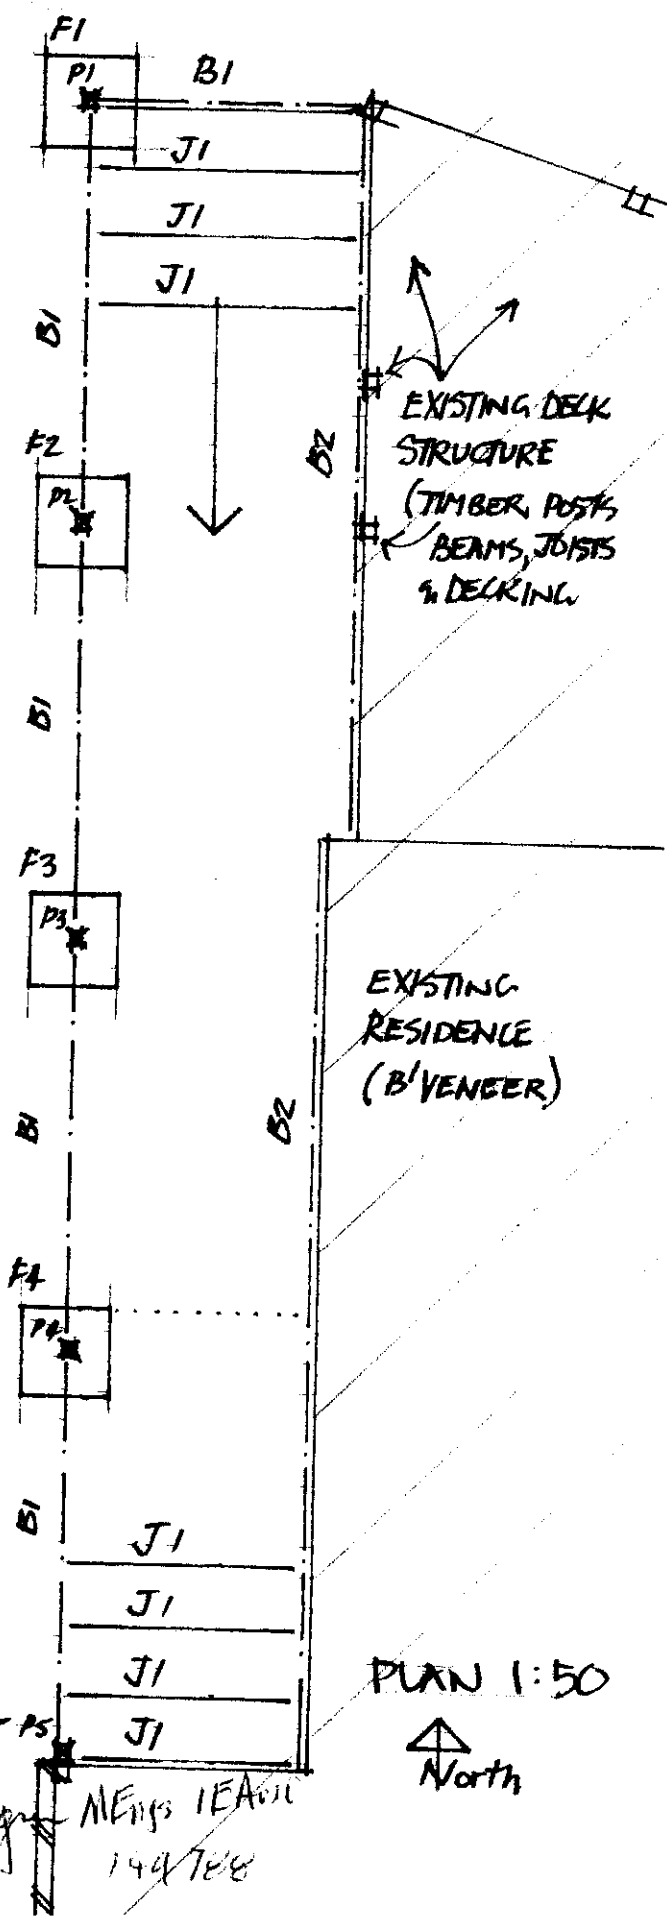 F1
P1
B1
J1
J1
J1
B1
F2
P2
B2
EXISTING DECK
STRUCTURE
(TIMBER POSTS
BEAMS, JOISTS
& DECKING
B1
F3
P3
EXISTING
RESIDENCE
(B'VENEER)
B1
B2
F4
P4
B1
J1
J1
J1
J1
P5
PLAN 1:50
North
MEngs IEAust